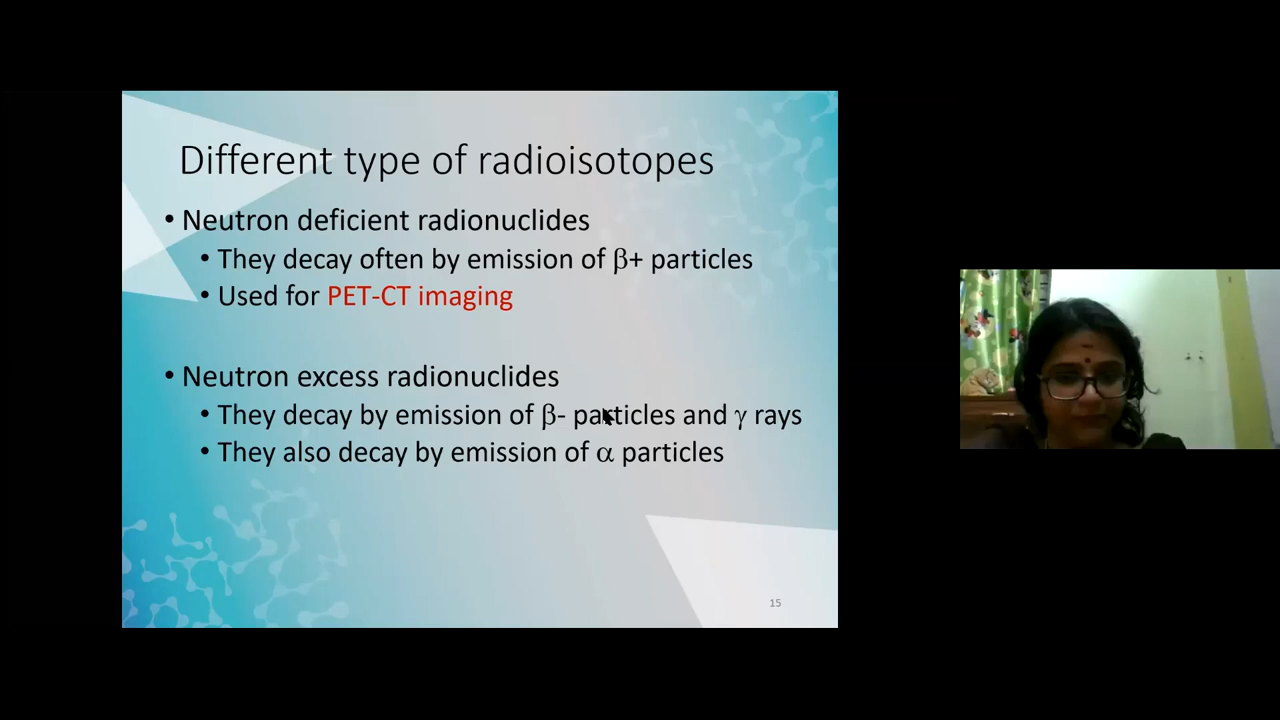 Different type of radioisotopes
• Neutron deficient radionuclides
• They decay often by emission of β+ particles
• Used for PET-CT imaging
• Neutron excess radionuclides
• They decay by emission of β- particles and γ rays
• They also decay by emission of α particles
15